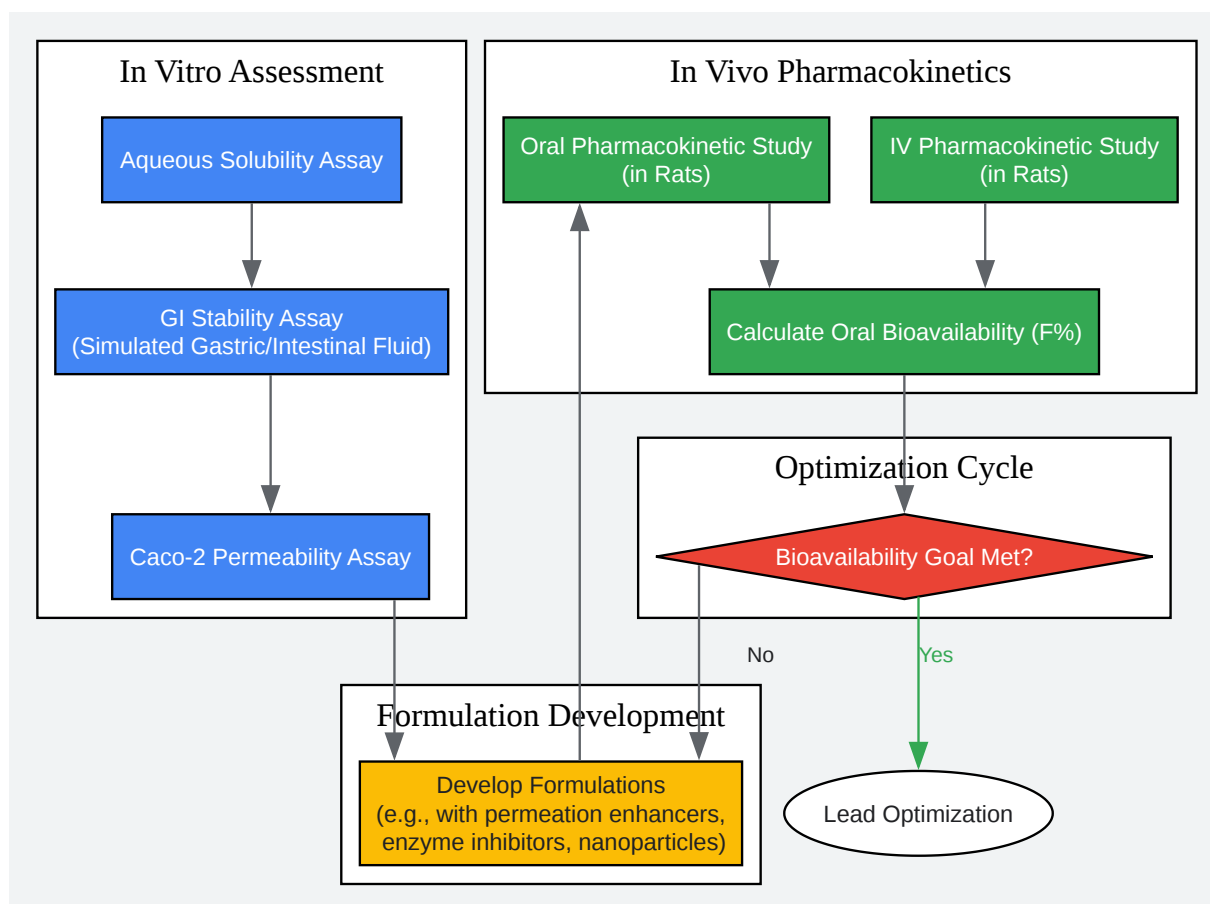 In Vitro Assessment
Aqueous Solubility Assay
GI Stability Assay
(Simulated Gastric/Intestinal Fluid)
Caco-2 Permeability Assay
In Vivo Pharmacokinetics
Oral Pharmacokinetic Study
(in Rats)
IV Pharmacokinetic Study
(in Rats)
Calculate Oral Bioavailability (F%)
Optimization Cycle
Bioavailability Goal Met?
No
Yes
Formulation Development
Develop Formulations
(e.g., with permeation enhancers,
enzyme inhibitors, nanoparticles)
Lead Optimization